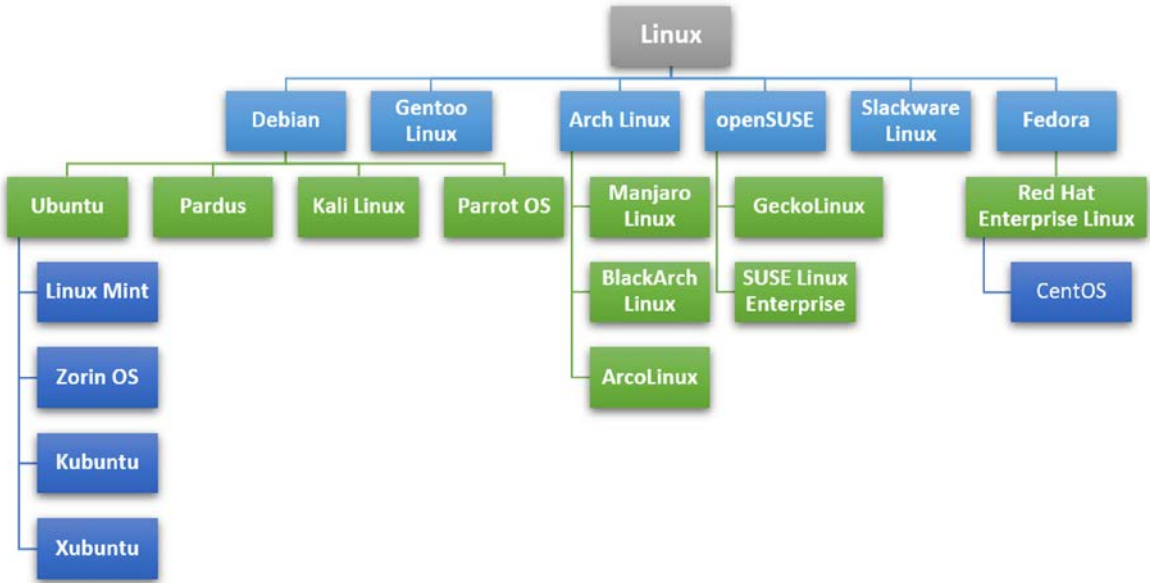 Linux
Debian
Gentoo
Linux
Arch Linux
openSUSE
Slackware
Linux
Fedora
Ubuntu
Pardus
Kali Linux
Parrot OS
Manjaro
Linux
GeckoLinux
Red Hat
Enterprise Linux
Linux Mint
BlackArch
Linux
SUSE Linux
Enterprise
CentOS
Zorin OS
ArcoLinux
Kubuntu
Xubuntu